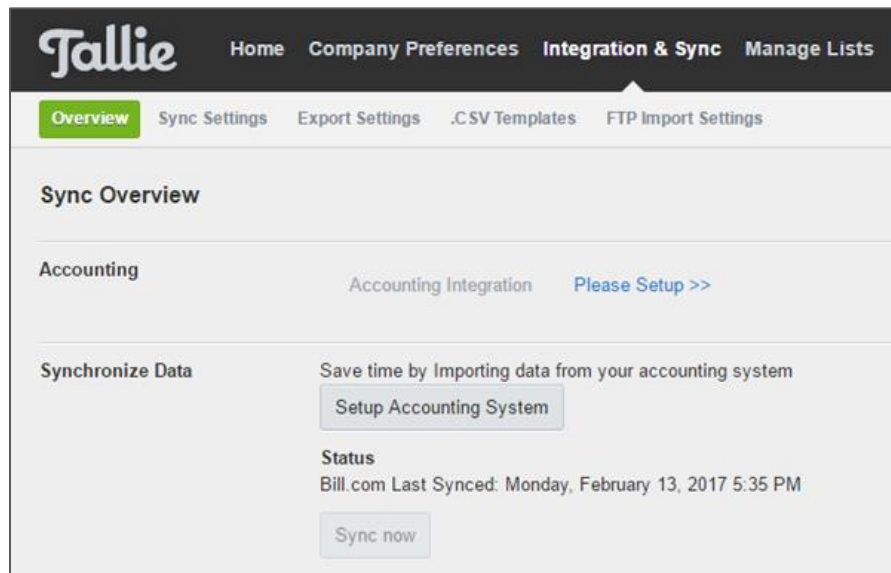 Tallie Home Company Preferences Integration & Sync Manage Lists
Overview Sync Settings Export Settings .CSV Templates FTP Import Settings
Sync Overview
Accounting
Accounting Integration Please Setup >>
Synchronize Data
Save time by Importing data from your accounting system
Setup Accounting System
Status
Bill.com Last Synced: Monday, February 13, 2017 5:35 PM
Sync now